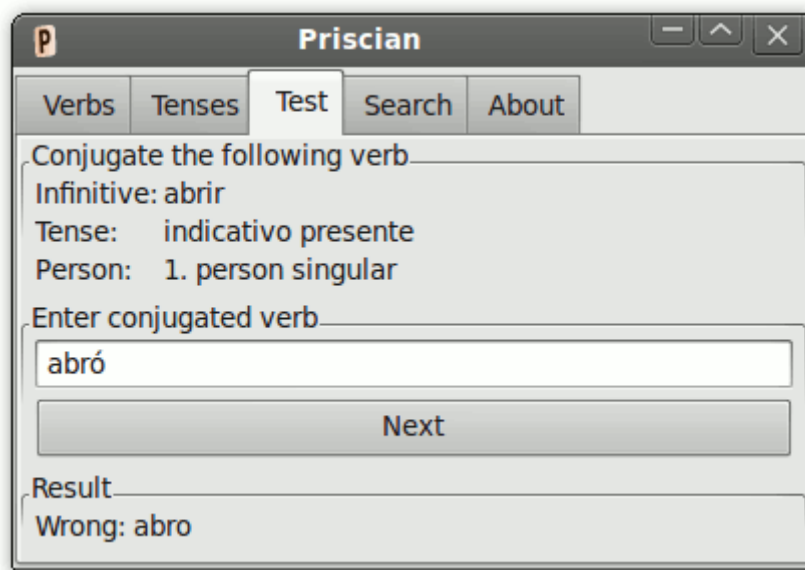 P Priscian
Verbs Tenses Test Search About
Conjugate the following verb
Infinitive: abrir
Tense: indicativo presente
Person: 1. person singular
Enter conjugated verb
abró
Next
Result
Wrong: abro